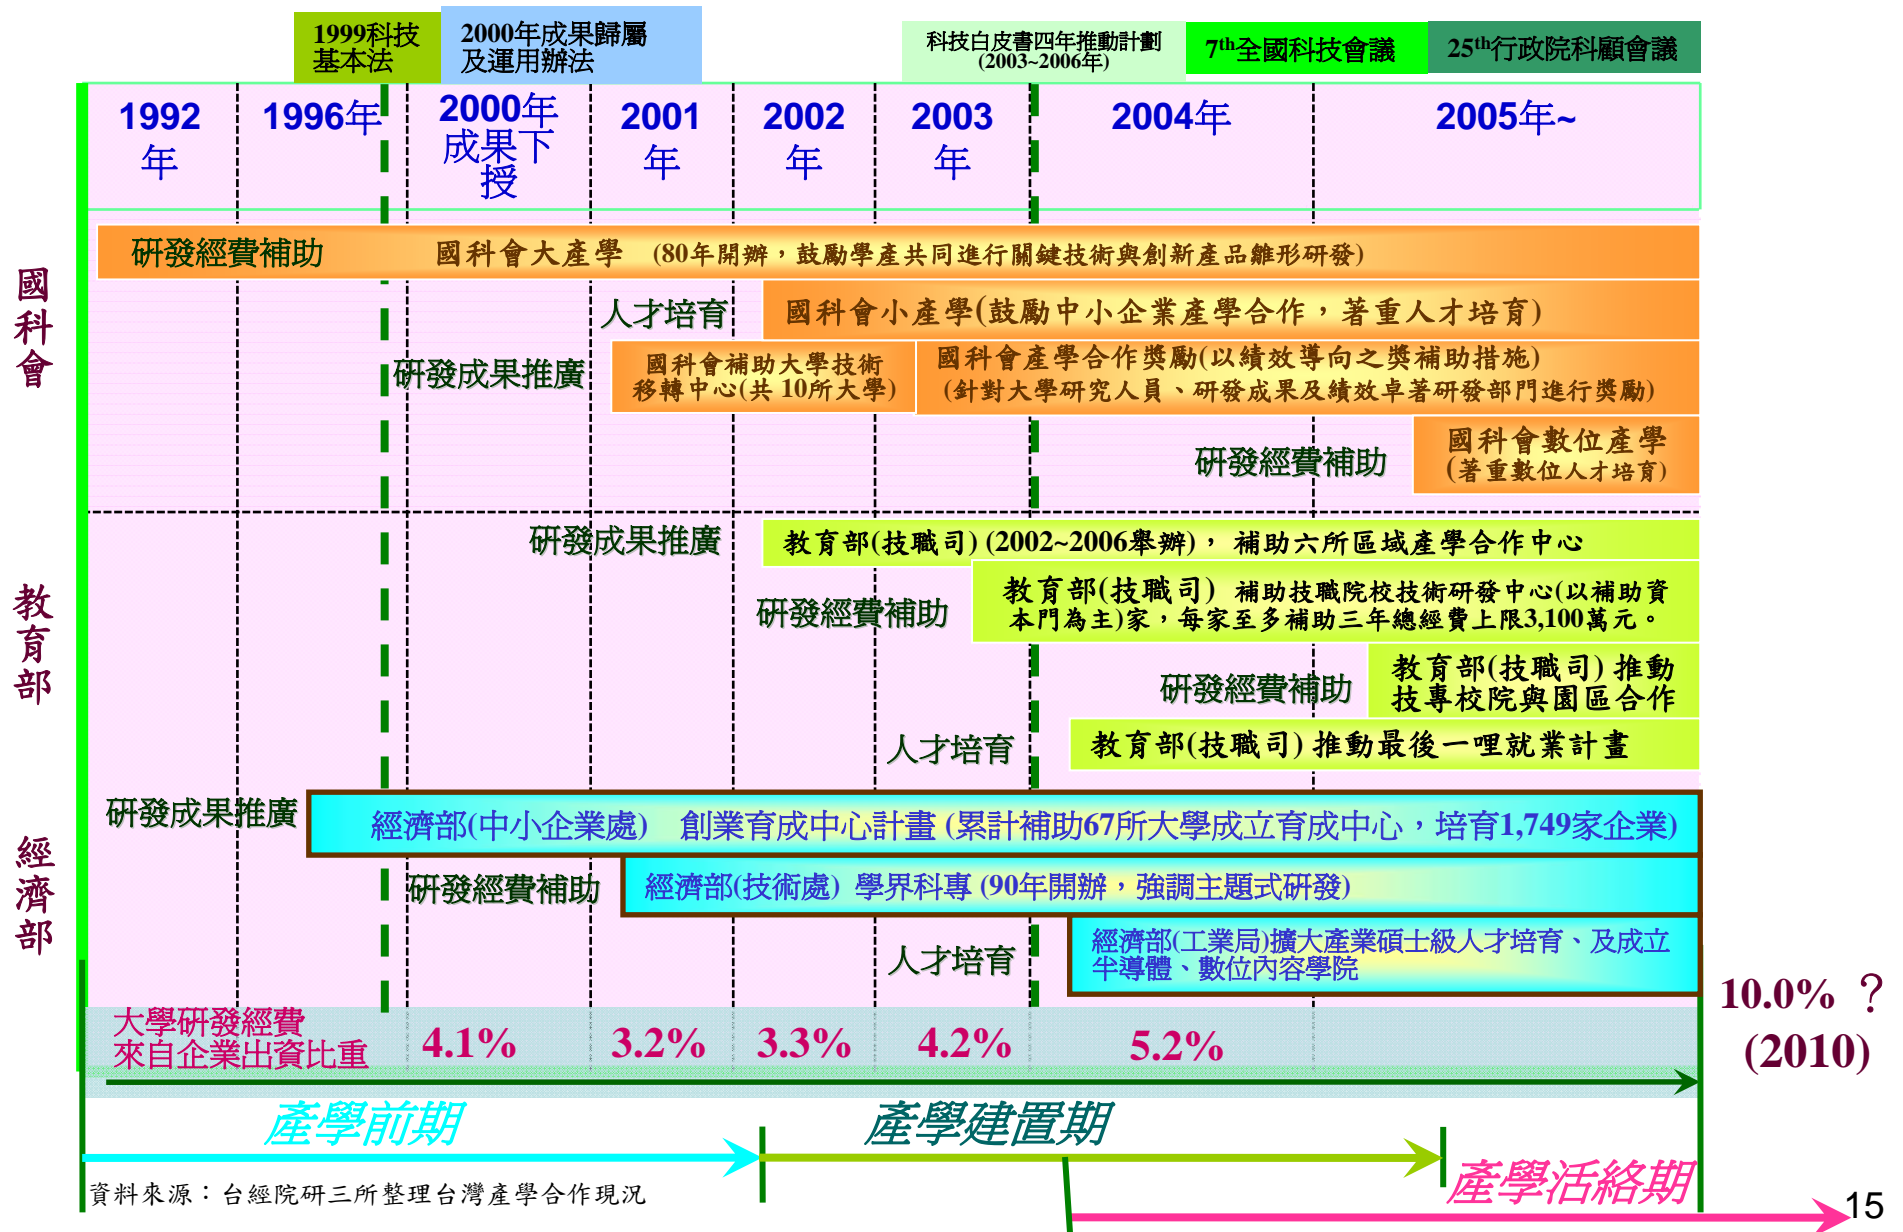 1999科技
基本法
2000年成果歸屬
及運用辦法
科技白皮書四年推動計劃
(2003~2006年)
7th全國科技會議
25th行政院科顧會議
1992
年
1996年
2000年
成果下
授
2001
年
2002
年
2003
年
2004年
2005年~
國科會
研發經費補助
國科會大產學 (80年開辦，鼓勵學產共同進行關鍵技術與創新產品雛形研發)
人才培育
國科會小產學(鼓勵中小企業產學合作，著重人才培育)
研發成果推廣
國科會補助大學技術
移轉中心(共 10所大學)
國科會產學合作獎勵(以績效導向之獎補助措施)
(針對大學研究人員、研發成果及績效卓著研發部門進行獎勵)
研發經費補助
國科會數位產學
(著重數位人才培育)
教育部
研發成果推廣
教育部(技職司) (2002~2006舉辦)， 補助六所區域產學合作中心
研發經費補助
教育部(技職司) 補助技職院校技術研發中心(以補助資
本門為主)家，每家至多補助三年總經費上限3,100萬元。
研發經費補助
教育部(技職司) 推動
技專校院與園區合作
人才培育
教育部(技職司) 推動最後一哩就業計畫
經濟部
研發成果推廣
經濟部(中小企業處) 創業育成中心計畫 (累計補助67所大學成立育成中心，培育1,749家企業)
研發經費補助
經濟部(技術處) 學界科專 (90年開辦，強調主題式研發)
人才培育
經濟部(工業局)擴大產業碩士級人才培育、及成立
半導體、數位內容學院
大學研發經費
來自企業出資比重
4.1%
3.2%
3.3%
4.2%
5.2%
10.0% ？
(2010)
產學前期
產學建置期
產學活絡期
資料來源：台經院研三所整理台灣產學合作現況
15